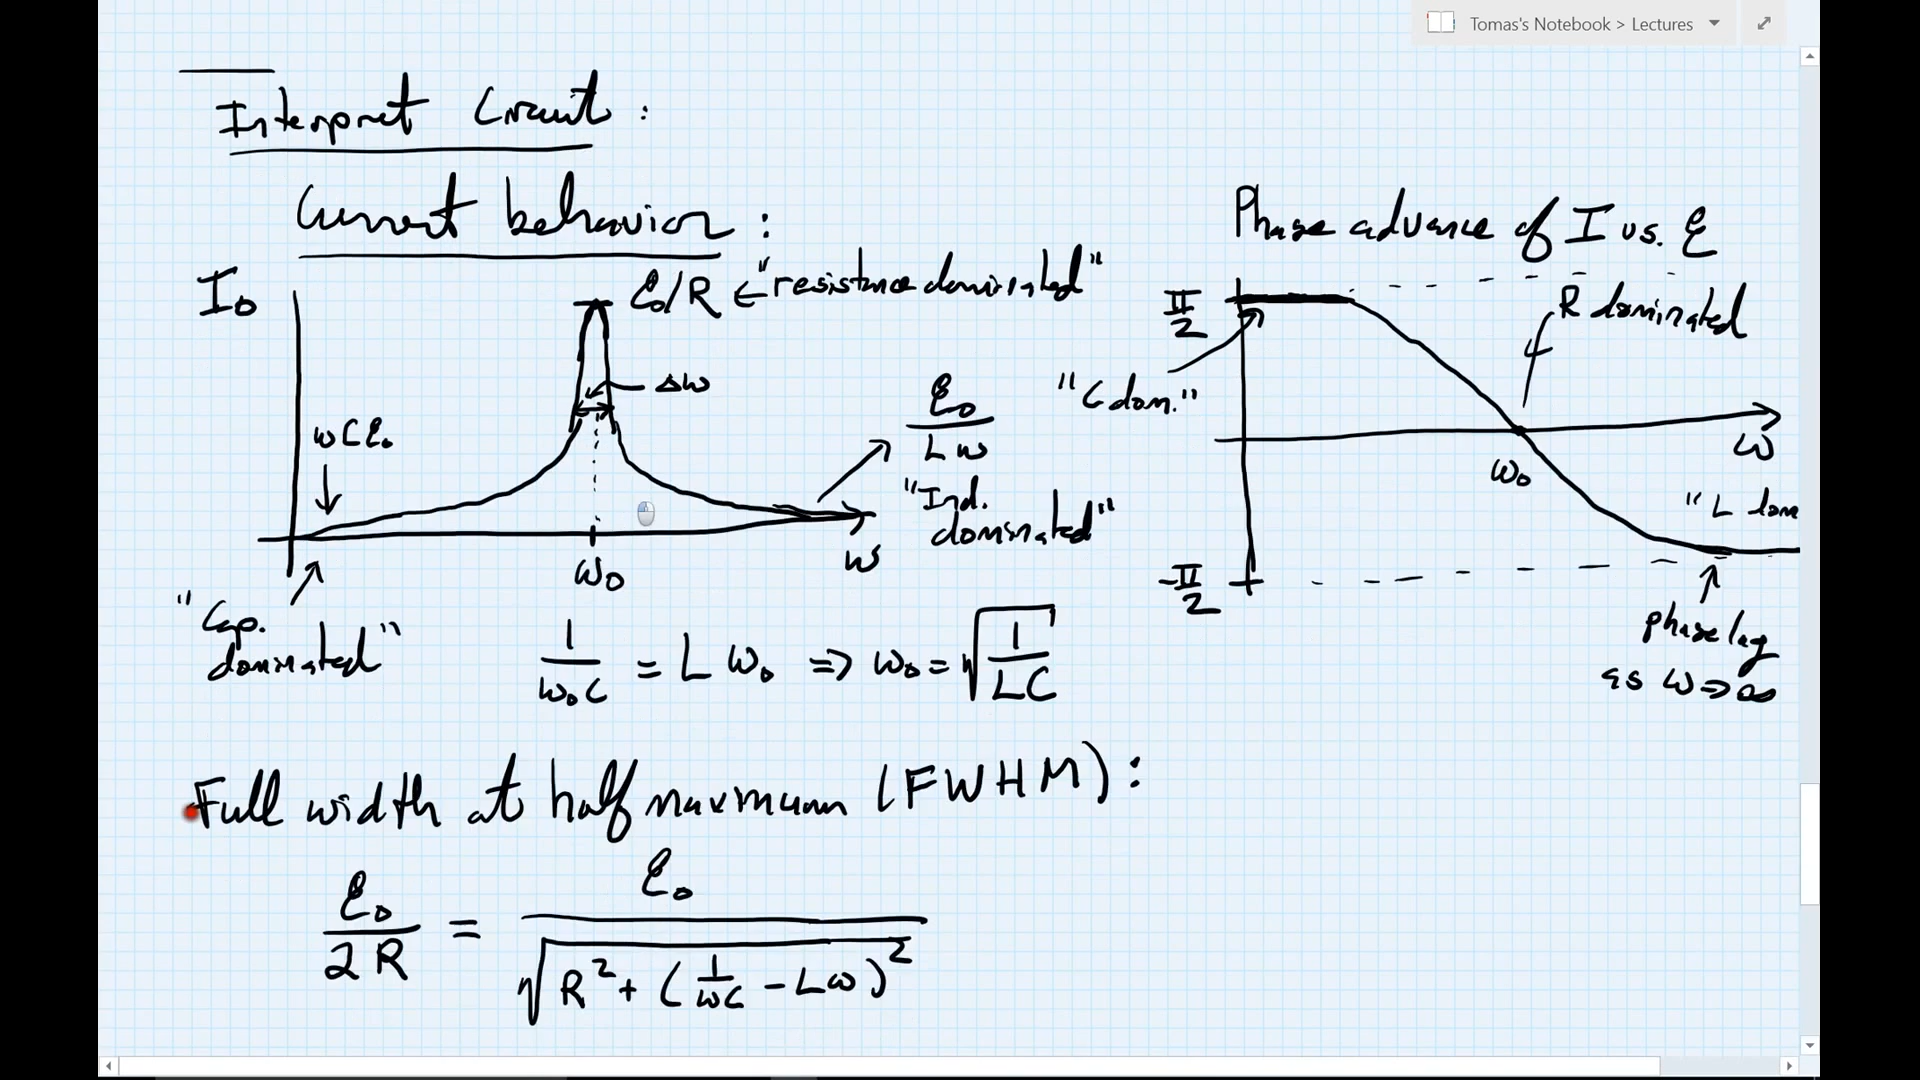 Tomas's Notebook > Lectures
Interpret Circuit :
Current behavior :
I₀
ℰ₀/R ← "resistance dominated"
Δω
ωCℰ₀
ℰ₀/Lω
"Ind.
dominated"
ω
ω₀
"Cap.
dominated"
1/ω₀C = Lω₀ ⇒ ω₀ = √(1/LC)
Phase advance of I vs. ℰ
π/2
R dominated
"C dom."
ω
ω₀
"L dom
-π/2
phase lag
as ω ⇒ ∞
Full width at half maximum (FWHM) :
ℰ₀/2R = ℰ₀/√(R² + (1/ωC - Lω)²)